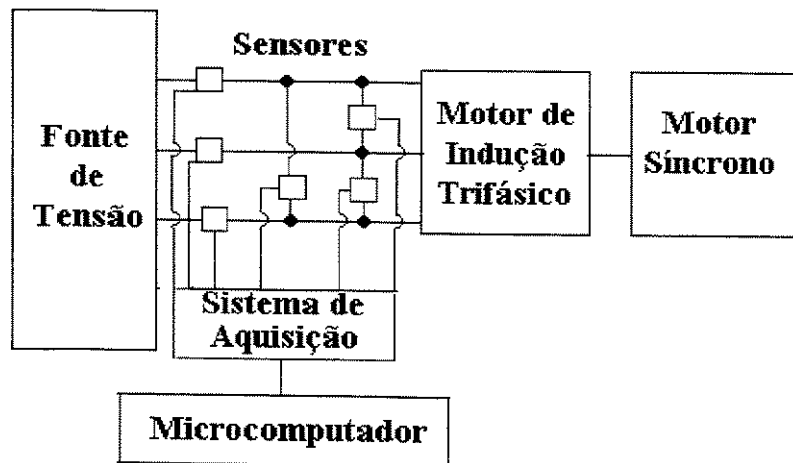 Sensores
Fonte
de
Tensão
Motor de
Indução
Trifásico
Motor
Síncrono
Sistema de
Aquisição
Microcomputador